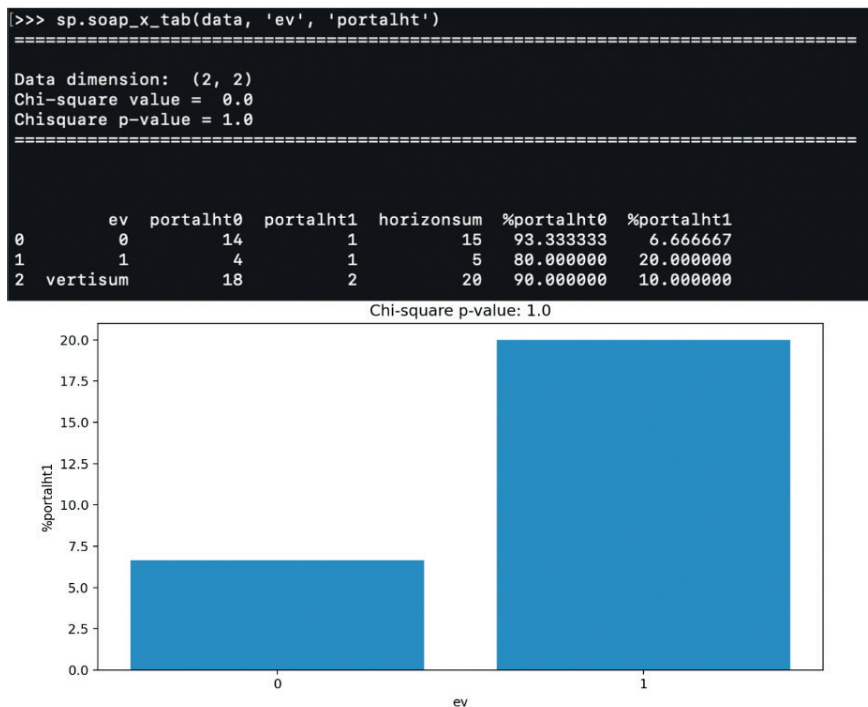 [>>> sp.soap_x_tab(data, 'ev', 'portalht')
=================================================================================
Data dimension:  (2, 2)
Chi-square value =  0.0
Chisquare p-value = 1.0
=================================================================================
ev portalht0 portalht1 horizonsum %portalht0 %portalht1
0 0 14 1 15 93.333333 6.666667
1 1 4 1 5 80.000000 20.000000
2 vertisum 18 2 20 90.000000 10.000000
Chi-square p-value: 1.0
20.0
17.5
15.0
12.5
%portalht1
10.0
7.5
5.0
2.5
0.0
0 1
ev